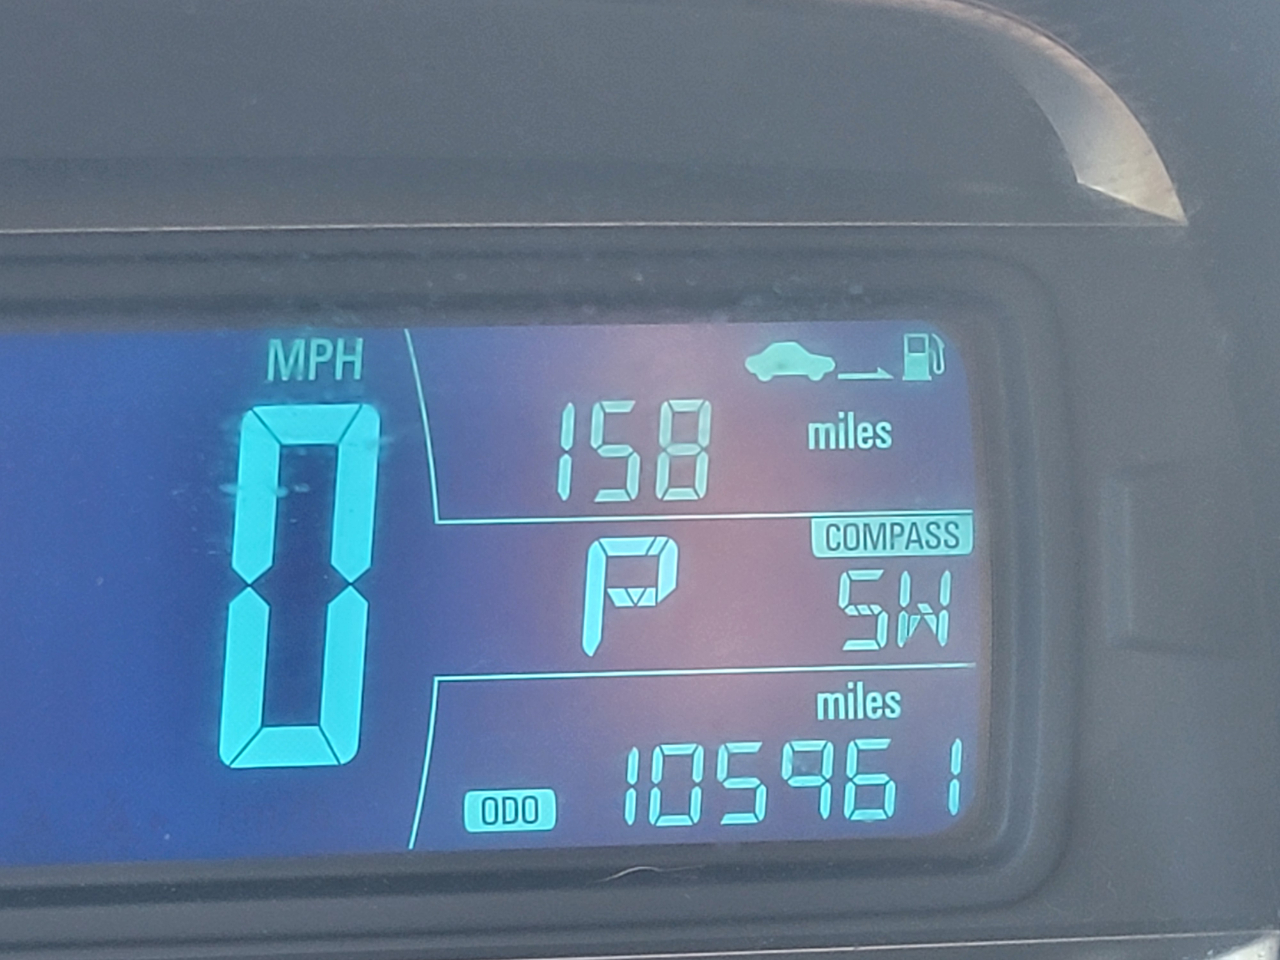 MPH
0
158 miles
P
COMPASS
SW
miles
ODO 105961